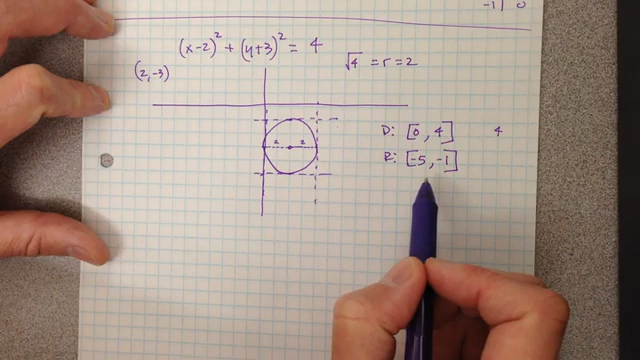 -1 | 0
(x-2)² + (y+3)² = 4
√4 = r = 2
(2,-3)
D: [0, 4] 4
R: [-5, -1]
2 2